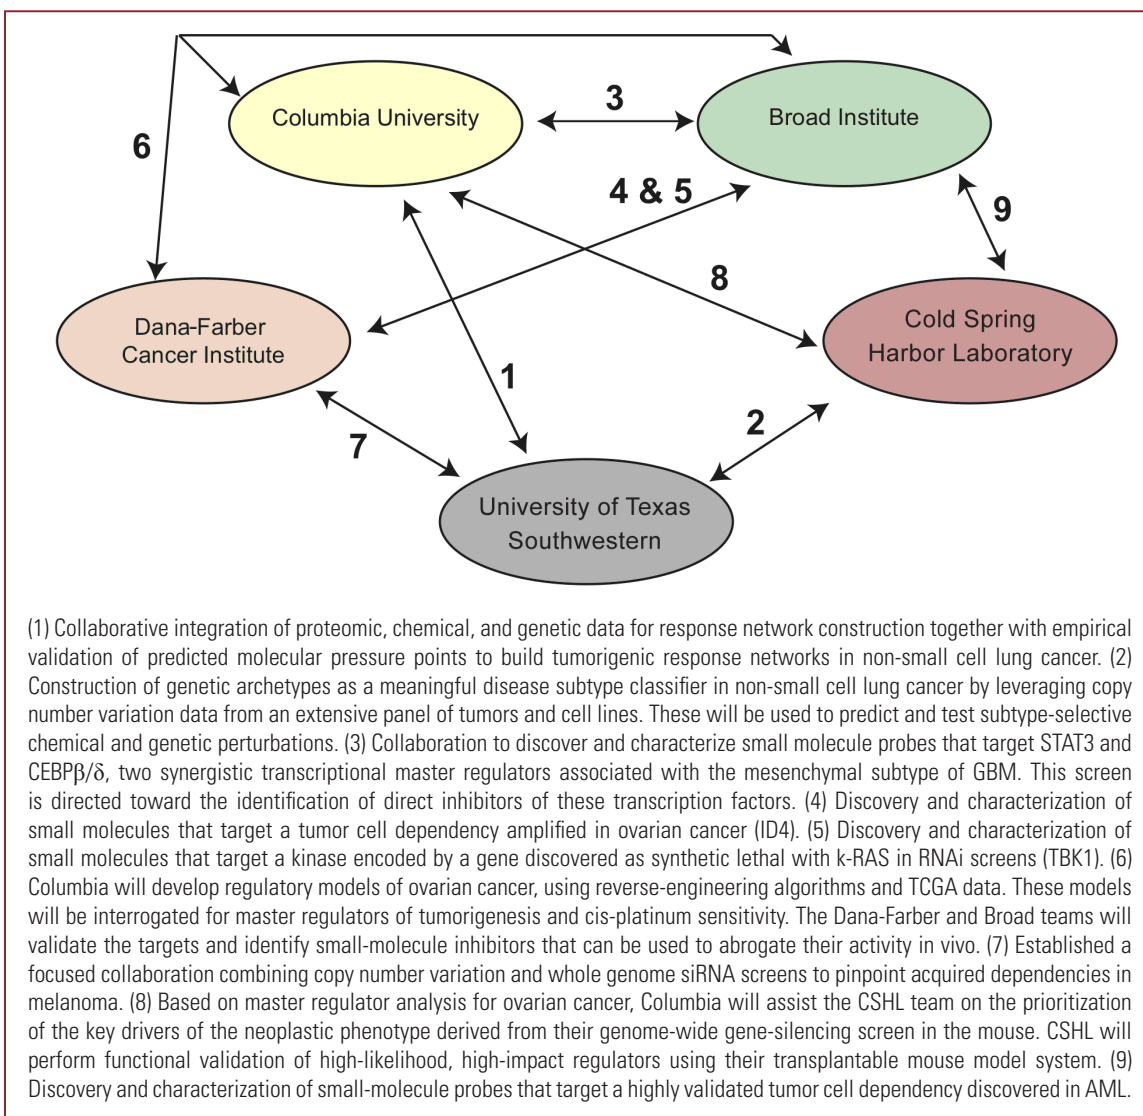 Columbia University
3
Broad Institute
6
4 & 5
9
8
Dana-Farber
Cancer Institute
Cold Spring
Harbor Laboratory
1
7
2
University of Texas
Southwestern
(1) Collaborative integration of proteomic, chemical, and genetic data for response network construction together with empirical
validation of predicted molecular pressure points to build tumorigenic response networks in non-small cell lung cancer. (2)
Construction of genetic archetypes as a meaningful disease subtype classifier in non-small cell lung cancer by leveraging copy
number variation data from an extensive panel of tumors and cell lines. These will be used to predict and test subtype-selective
chemical and genetic perturbations. (3) Collaboration to discover and characterize small molecule probes that target STAT3 and
CEBPβ/δ, two synergistic transcriptional master regulators associated with the mesenchymal subtype of GBM. This screen
is directed toward the identification of direct inhibitors of these transcription factors. (4) Discovery and characterization of
small molecules that target a tumor cell dependency amplified in ovarian cancer (ID4). (5) Discovery and characterization of
small molecules that target a kinase encoded by a gene discovered as synthetic lethal with k-RAS in RNAi screens (TBK1). (6)
Columbia will develop regulatory models of ovarian cancer, using reverse-engineering algorithms and TCGA data. These models
will be interrogated for master regulators of tumorigenesis and cis-platinum sensitivity. The Dana-Farber and Broad teams will
validate the targets and identify small-molecule inhibitors that can be used to abrogate their activity in vivo. (7) Established a
focused collaboration combining copy number variation and whole genome siRNA screens to pinpoint acquired dependencies in
melanoma. (8) Based on master regulator analysis for ovarian cancer, Columbia will assist the CSHL team on the prioritization
of the key drivers of the neoplastic phenotype derived from their genome-wide gene-silencing screen in the mouse. CSHL will
perform functional validation of high-likelihood, high-impact regulators using their transplantable mouse model system. (9)
Discovery and characterization of small-molecule probes that target a highly validated tumor cell dependency discovered in AML.